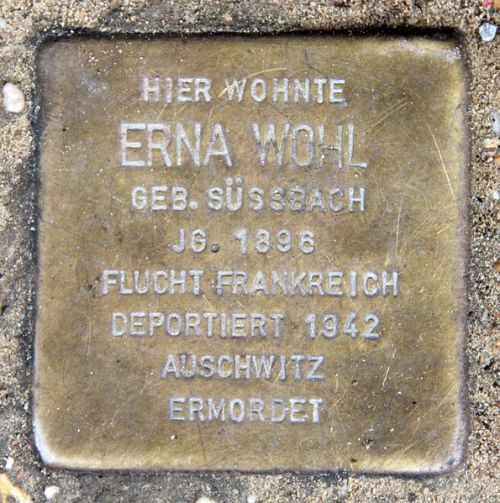 HIER WOHNTE
ERNA WOHL
GEB. SÜSSBACH
JG. 1896
FLUCHT FRANKREICH
DEPORTIERT 1942
AUSCHWITZ
ERMORDET